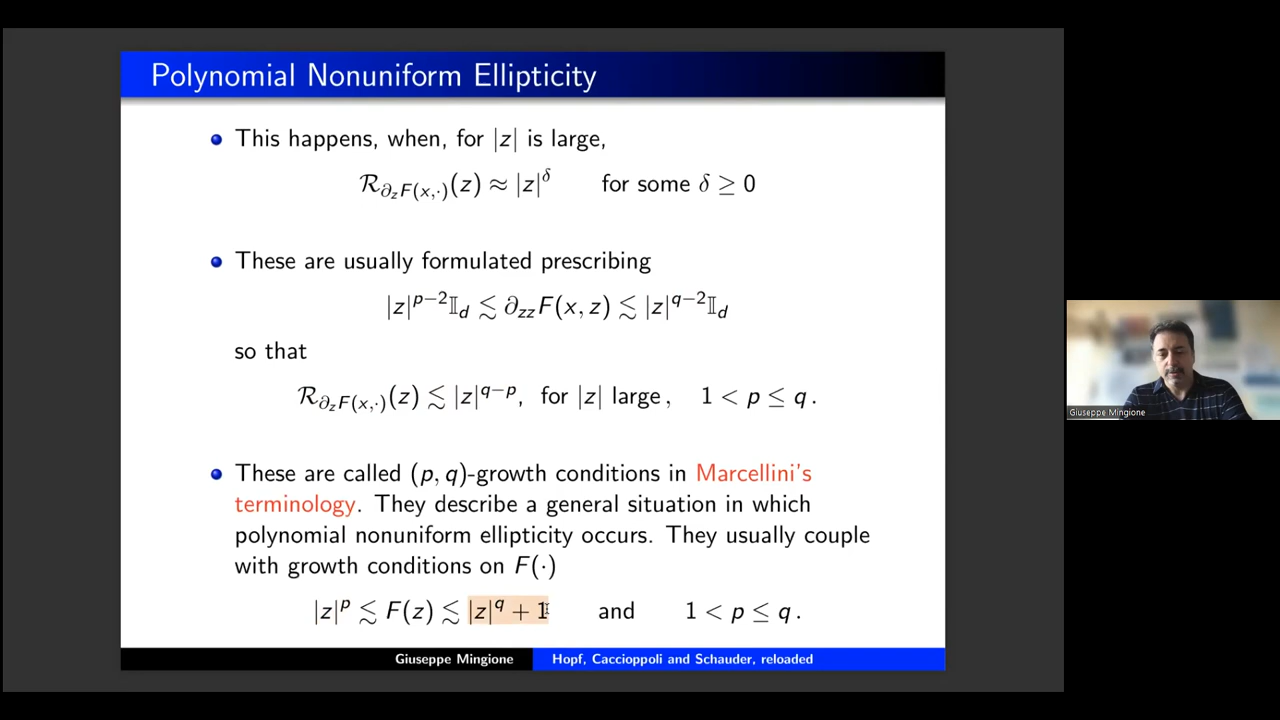 Polynomial Nonuniform Ellipticity
This happens, when, for |z| is large,
ℛ_{∂_z F(x,·)}(z) ≈ |z|^δ for some δ ≥ 0
These are usually formulated prescribing
|z|^{p−2}𝕀_d ≲ ∂_{zz}F(x, z) ≲ |z|^{q−2}𝕀_d
so that
ℛ_{∂_z F(x,·)}(z) ≲ |z|^{q−p}, for |z| large , 1 < p ≤ q .
These are called (p, q)-growth conditions in Marcellini's
terminology. They describe a general situation in which
polynomial nonuniform ellipticity occurs. They usually couple
with growth conditions on F(·)
|z|^p ≲ F(z) ≲ |z|^q + 1 and 1 < p ≤ q .
Giuseppe Mingione Hopf, Caccioppoli and Schauder, reloaded
Giuseppe Mingione